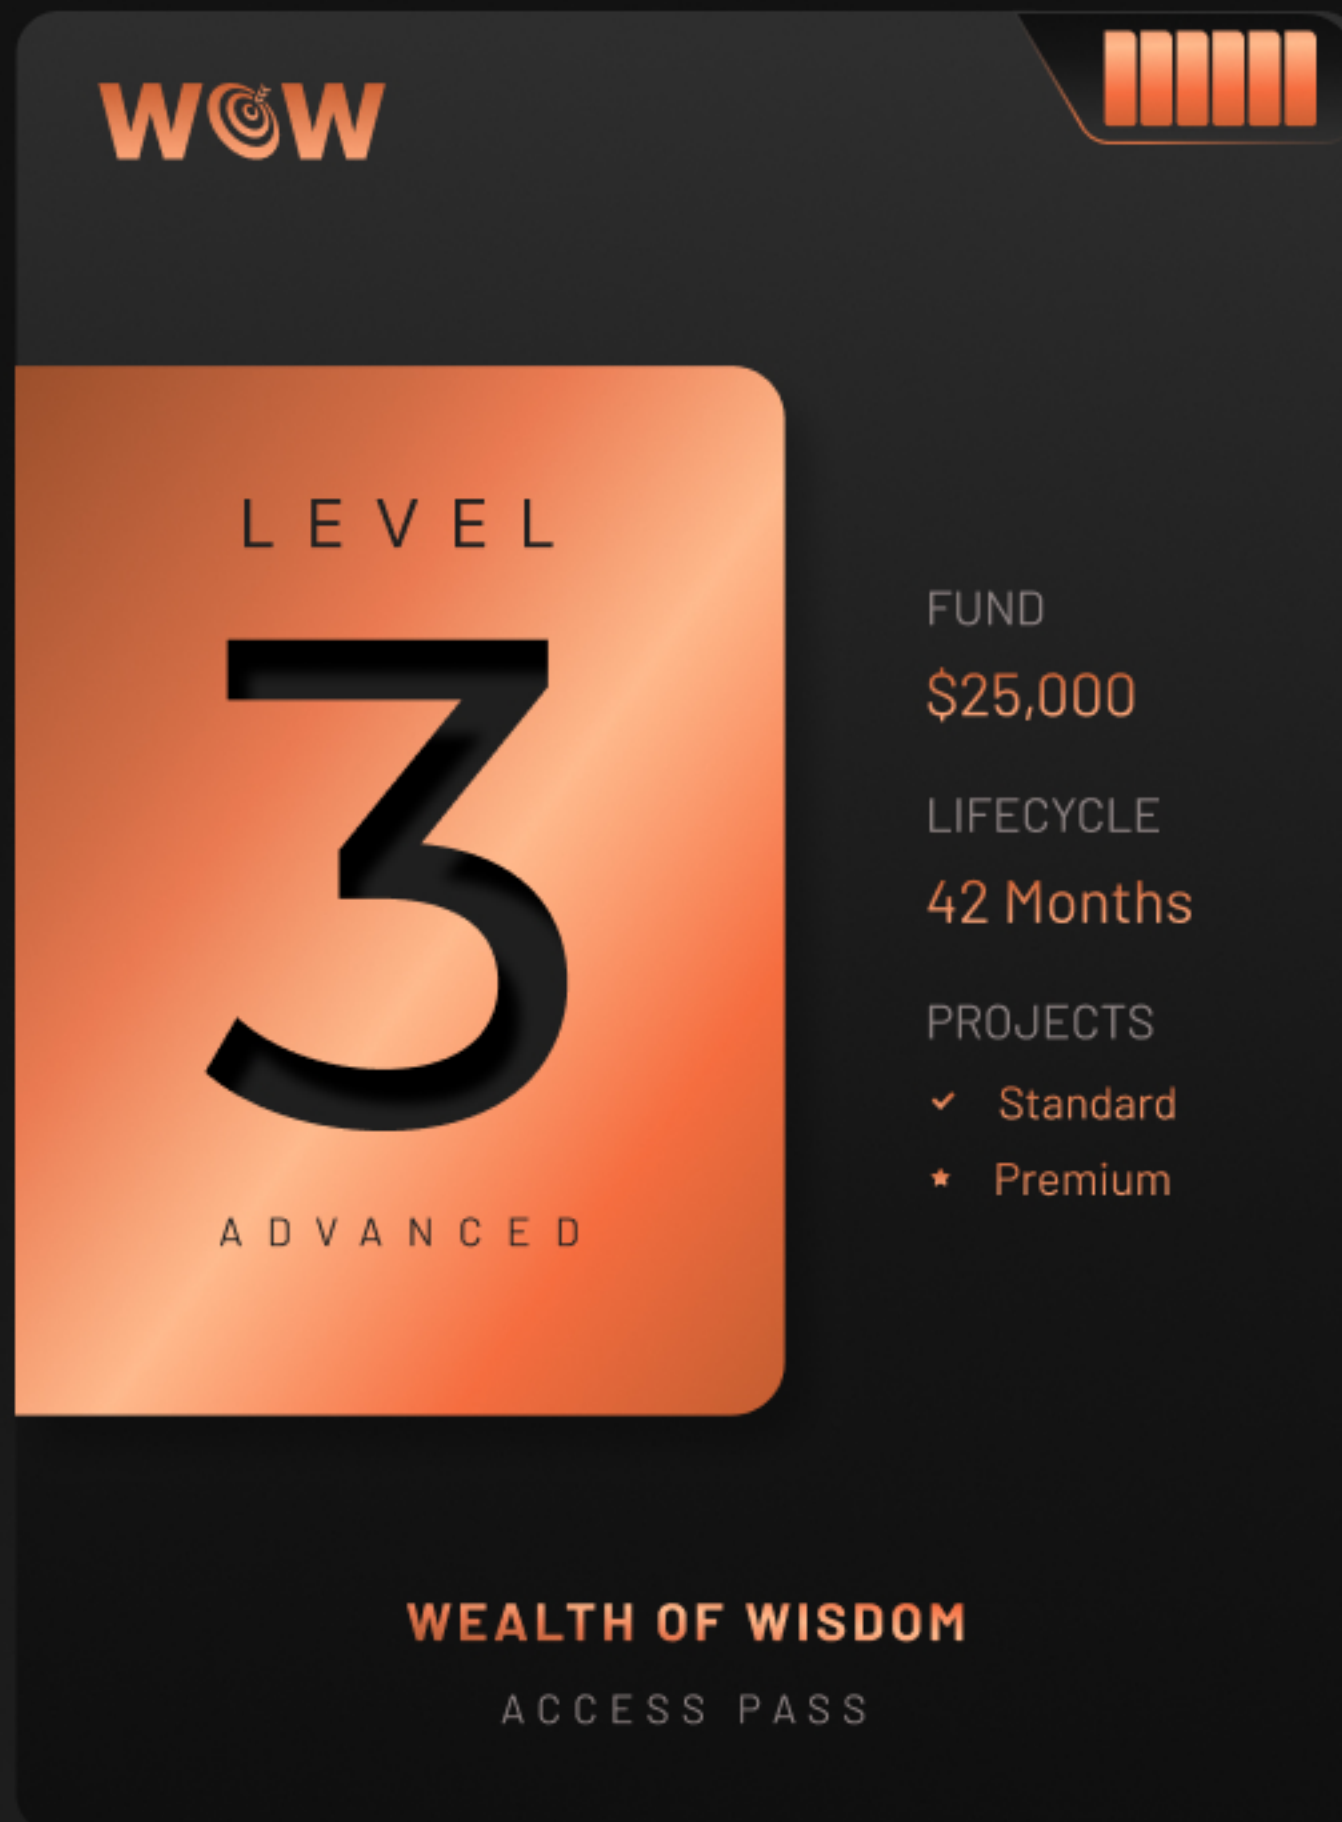 WOW
LEVEL
3
ADVANCED
FUND
$25,000
LIFECYCLE
42 Months
PROJECTS
Standard
Premium
WEALTH OF WISDOM
ACCESS PASS